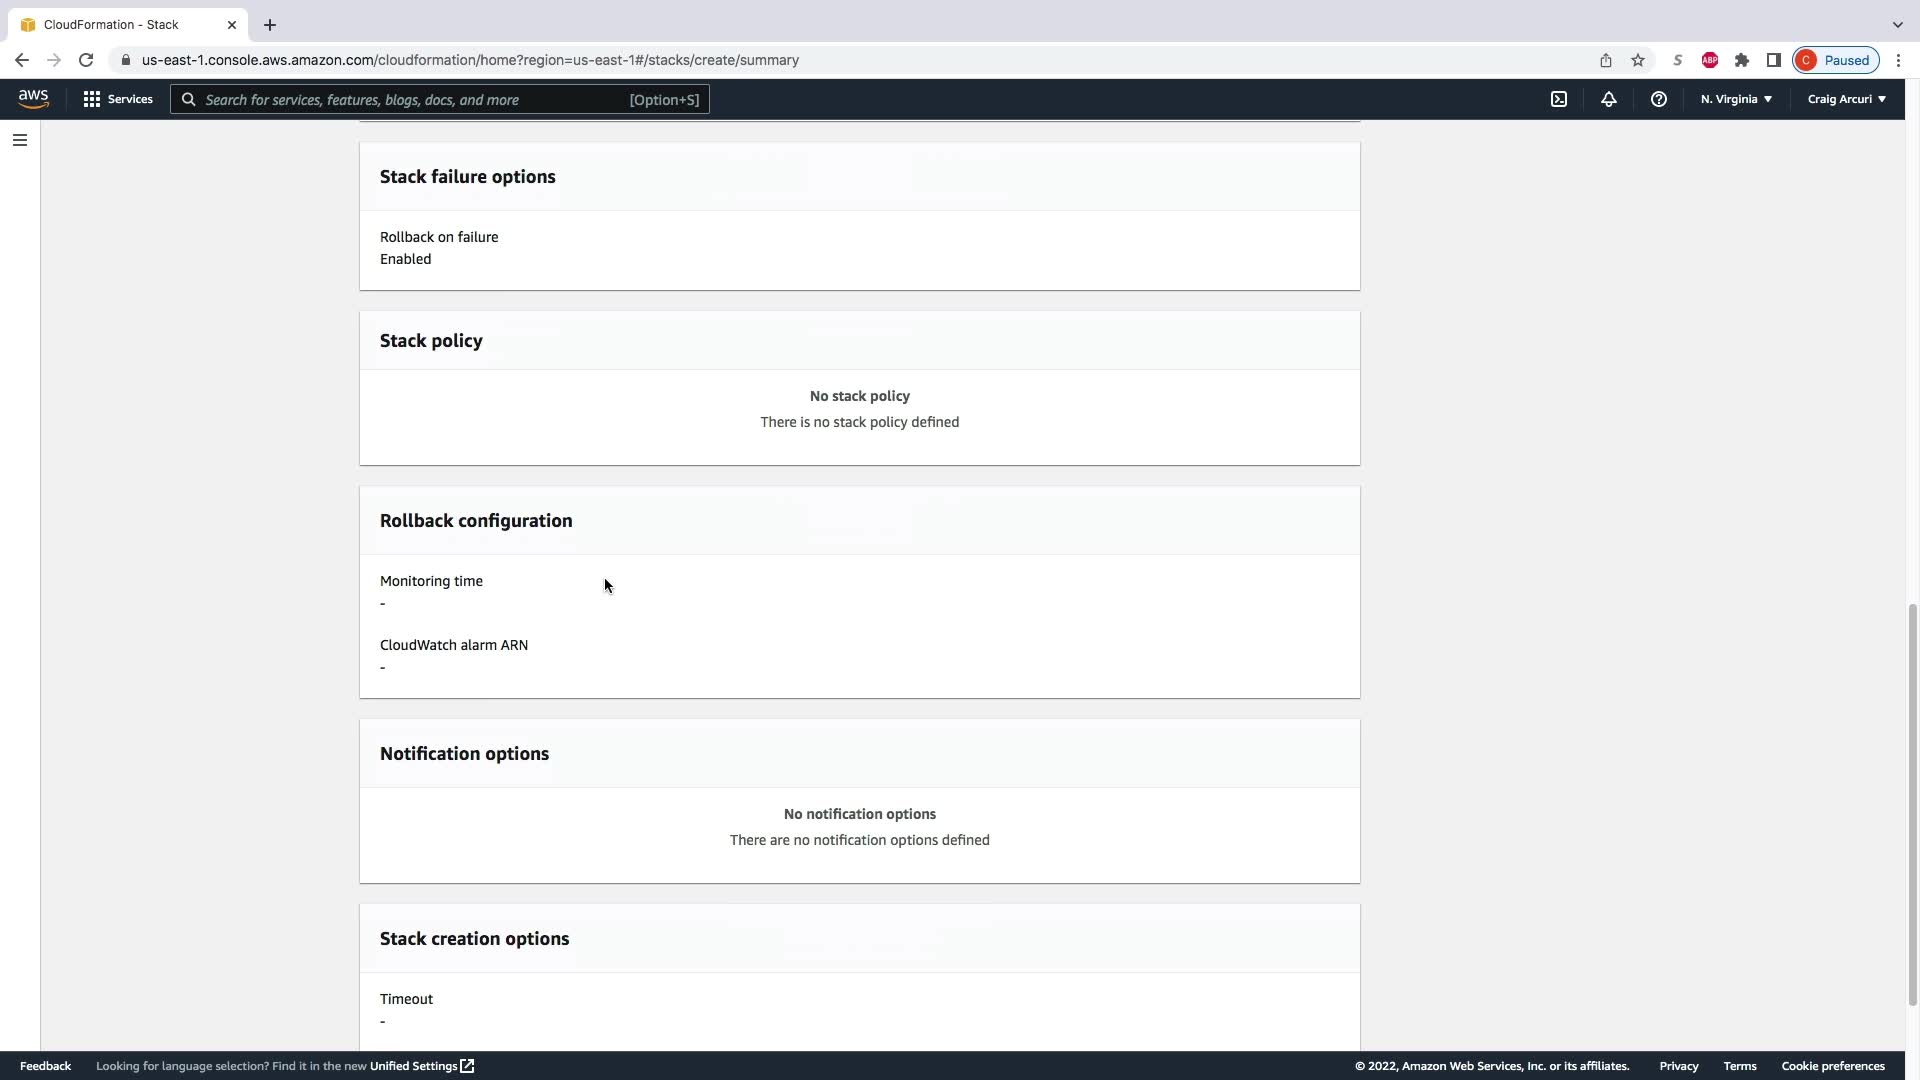 CloudFormation - Stack
us-east-1.console.aws.amazon.com/cloudformation/home?region=us-east-1#/stacks/create/summary
S
ABP
C
Paused
aws
Services
Search for services, features, blogs, docs, and more
[Option+S]
N. Virginia
Craig Arcuri
Stack failure options
Rollback on failure
Enabled
Stack policy
No stack policy
There is no stack policy defined
Rollback configuration
Monitoring time
-
CloudWatch alarm ARN
-
Notification options
No notification options
There are no notification options defined
Stack creation options
Timeout
-
Feedback
Looking for language selection? Find it in the new Unified Settings
© 2022, Amazon Web Services, Inc. or its affiliates.
Privacy
Terms
Cookie preferences